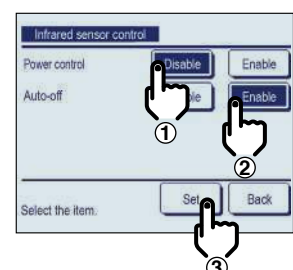 Infrared sensor control
Power control Disable Enable
Auto-off Enable
①
②
Select the item. Set Back
③